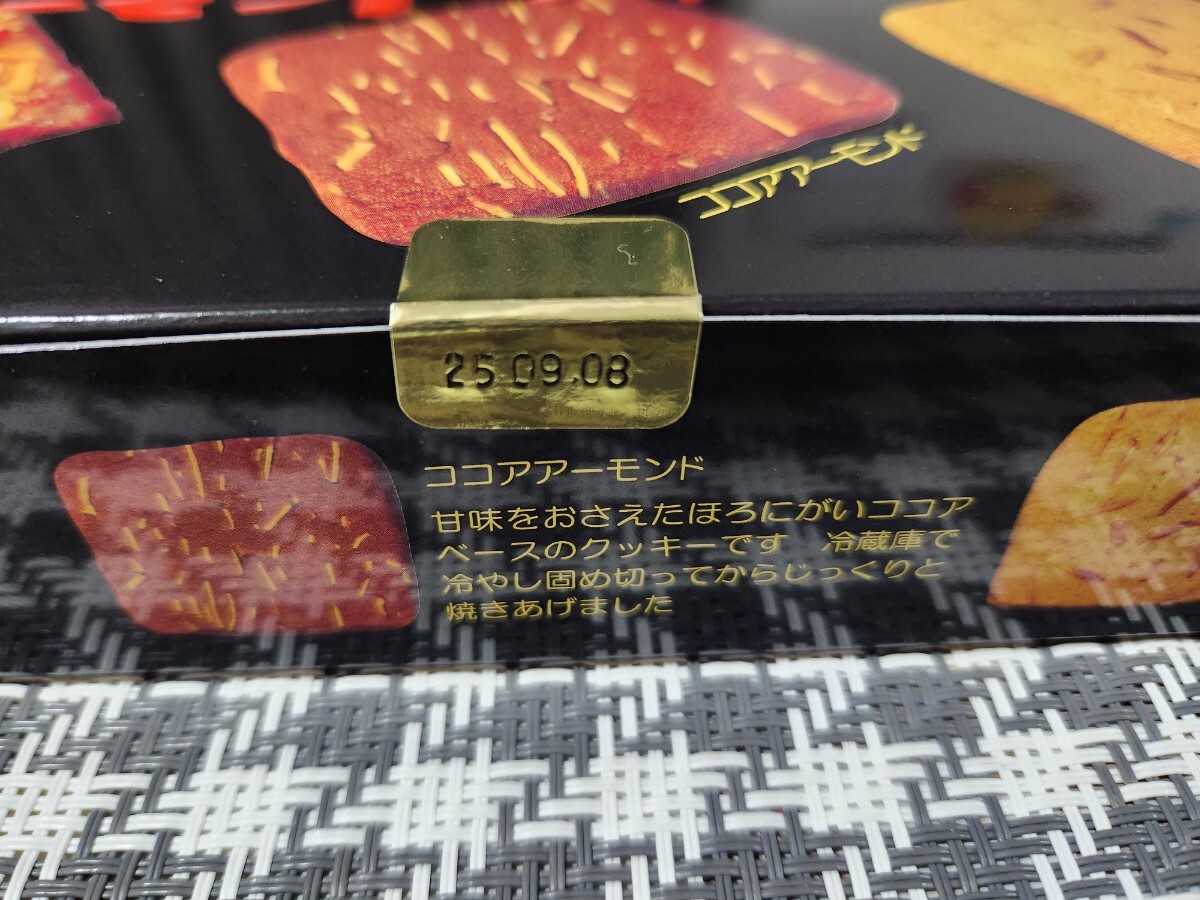 ココアアーモンド
25.09.08
ココアアーモンド
甘味をおさえたほろにがいココア
ベースのクッキーです 冷蔵庫で
冷やし固め切ってからじっくりと
焼きあげました